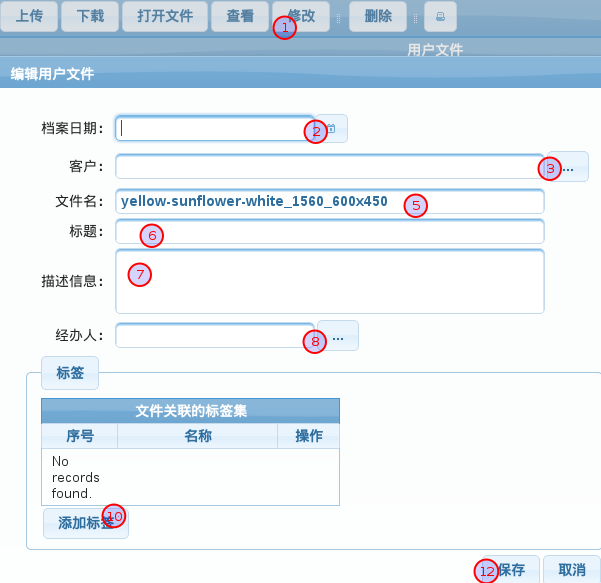 上传 下载 打开文件 查看 修改 删除
1
用户文件
编辑用户文件
档案日期: 2
客户: 3 ...
文件名: yellow-sunflower-white_1560_600x450 5
标题: 6
描述信息: 7
经办人: 8 ...
标签
文件关联的标签集
序号 名称 操作
No
records
found.
添加标签 10
12 保存 取消